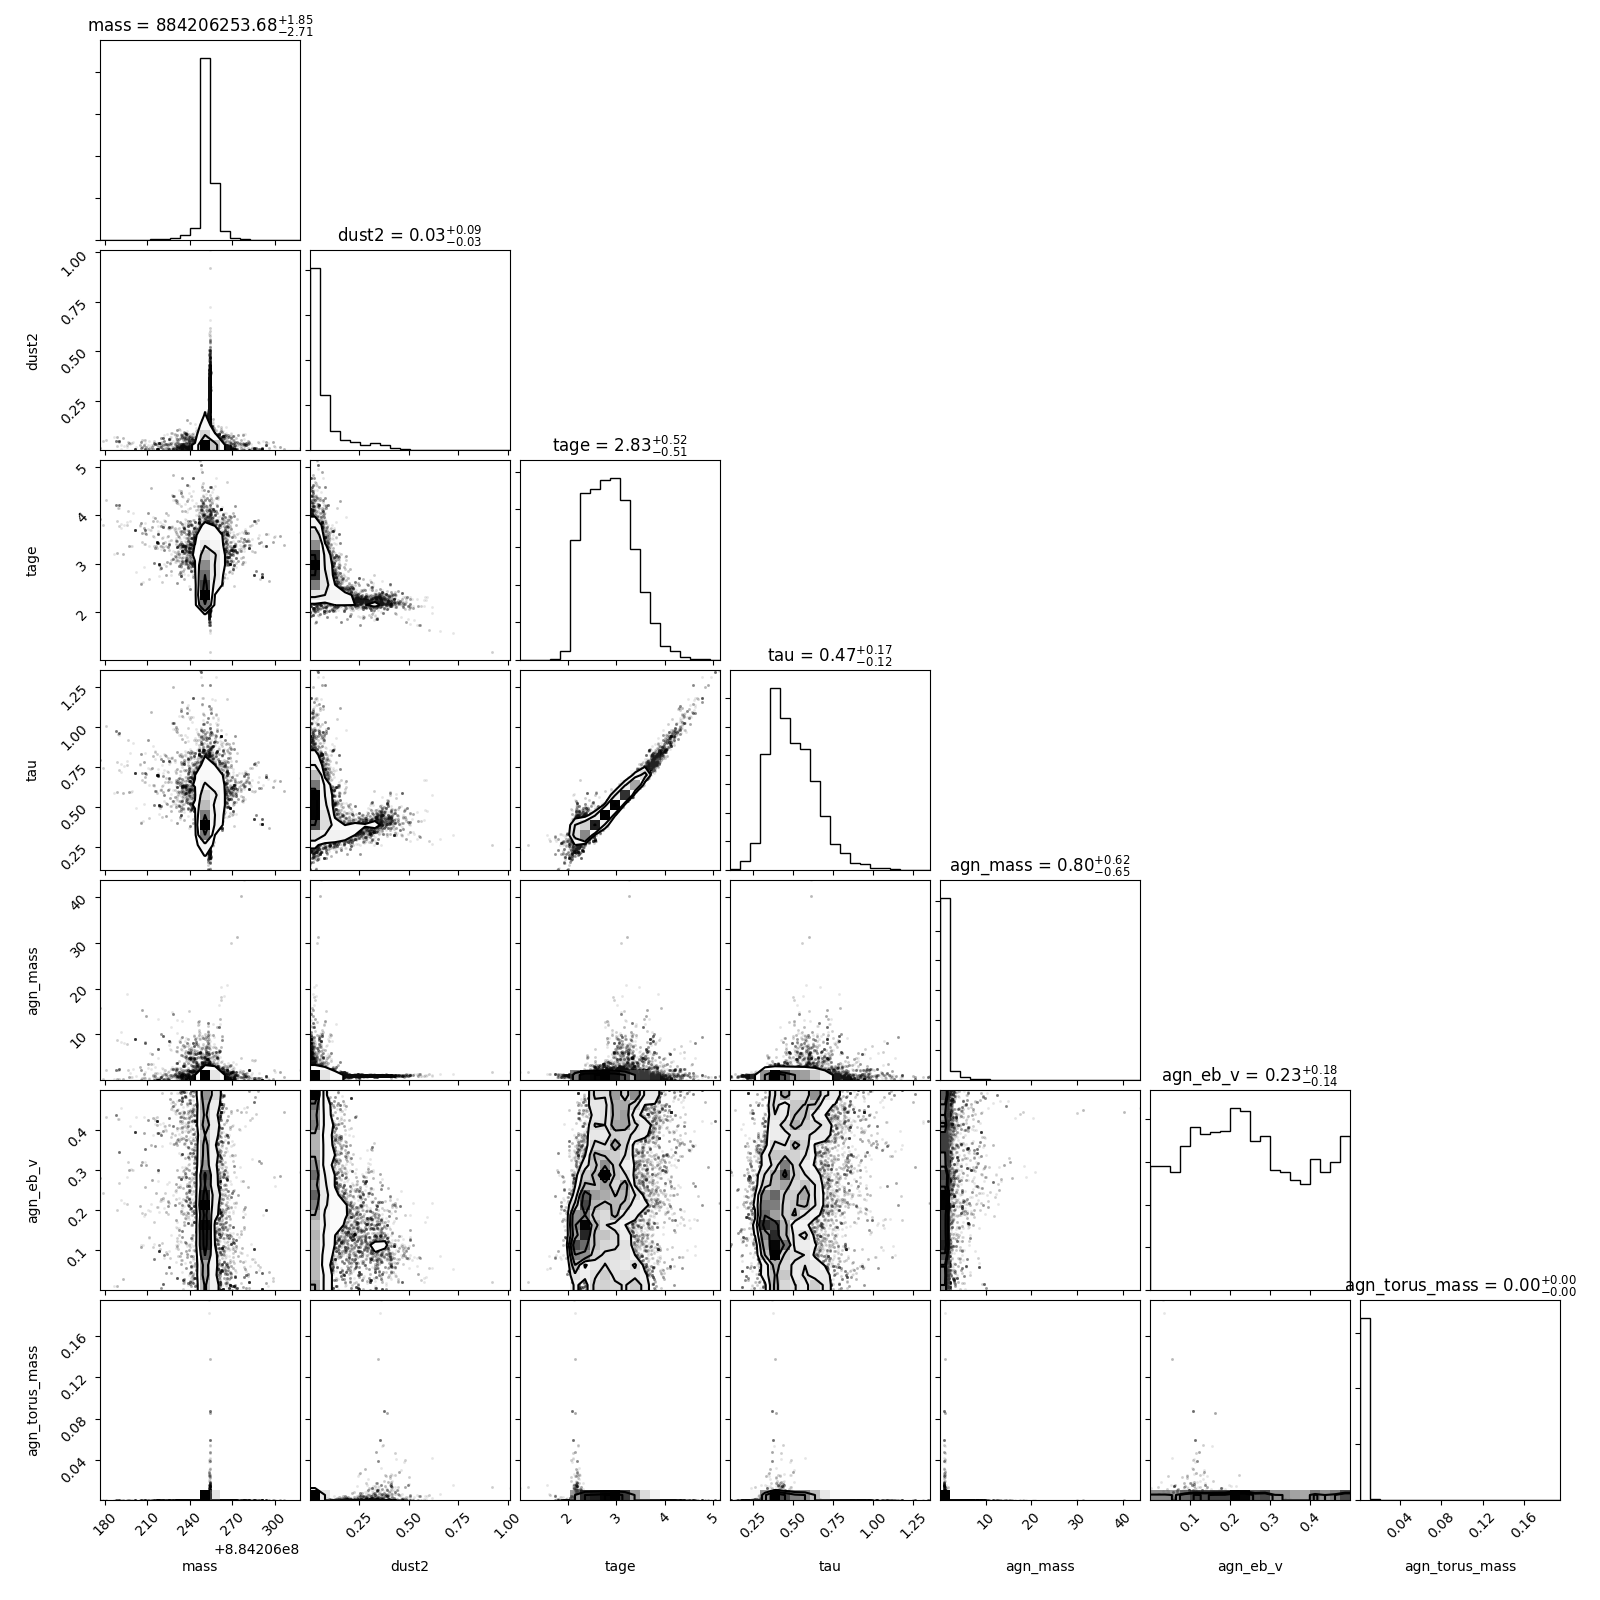 mass = 884206253.68+1.85−2.71
dust2 = 0.03+0.09−0.03
1.00
0.75
0.50
0.25
dust2
tage = 2.83+0.52−0.51
5
4
3
2
tage
tau = 0.47+0.17−0.12
1.25
1.00
0.75
0.50
0.25
tau
agn_mass = 0.80+0.62−0.65
40
30
20
10
agn_mass
agn_eb_v = 0.23+0.18−0.14
0.4
0.3
0.2
0.1
agn_eb_v
agn_torus_mass = 0.00+0.00−0.00
0.16
0.12
0.08
0.04
agn_torus_mass
180 210 240 270 300 0.25 0.50 0.75 1.00 2 3 4 5 0.25 0.50 0.75 1.00 1.25 10 20 30 40 0.1 0.2 0.3 0.4 0.04 0.08 0.12 0.16
+8.84206e8
mass dust2 tage tau agn_mass agn_eb_v agn_torus_mass